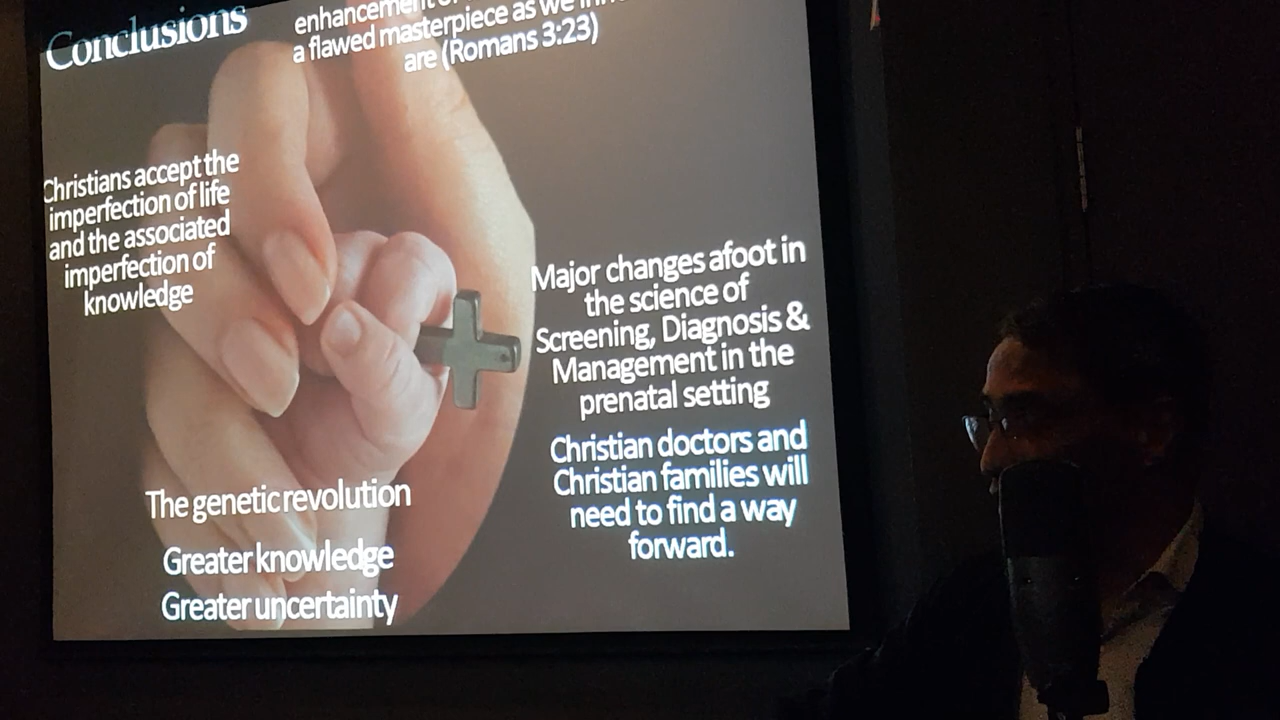 Conclusions
enhancement
a flawed masterpiece as we
are (Romans 3:23)
Christians accept the
imperfection of life
and the associated
imperfection of
knowledge
Major changes afoot in
the science of
Screening, Diagnosis &
Management in the
prenatal setting
Christian doctors and
Christian families will
need to find a way
forward.
The genetic revolution
Greater knowledge
Greater uncertainty